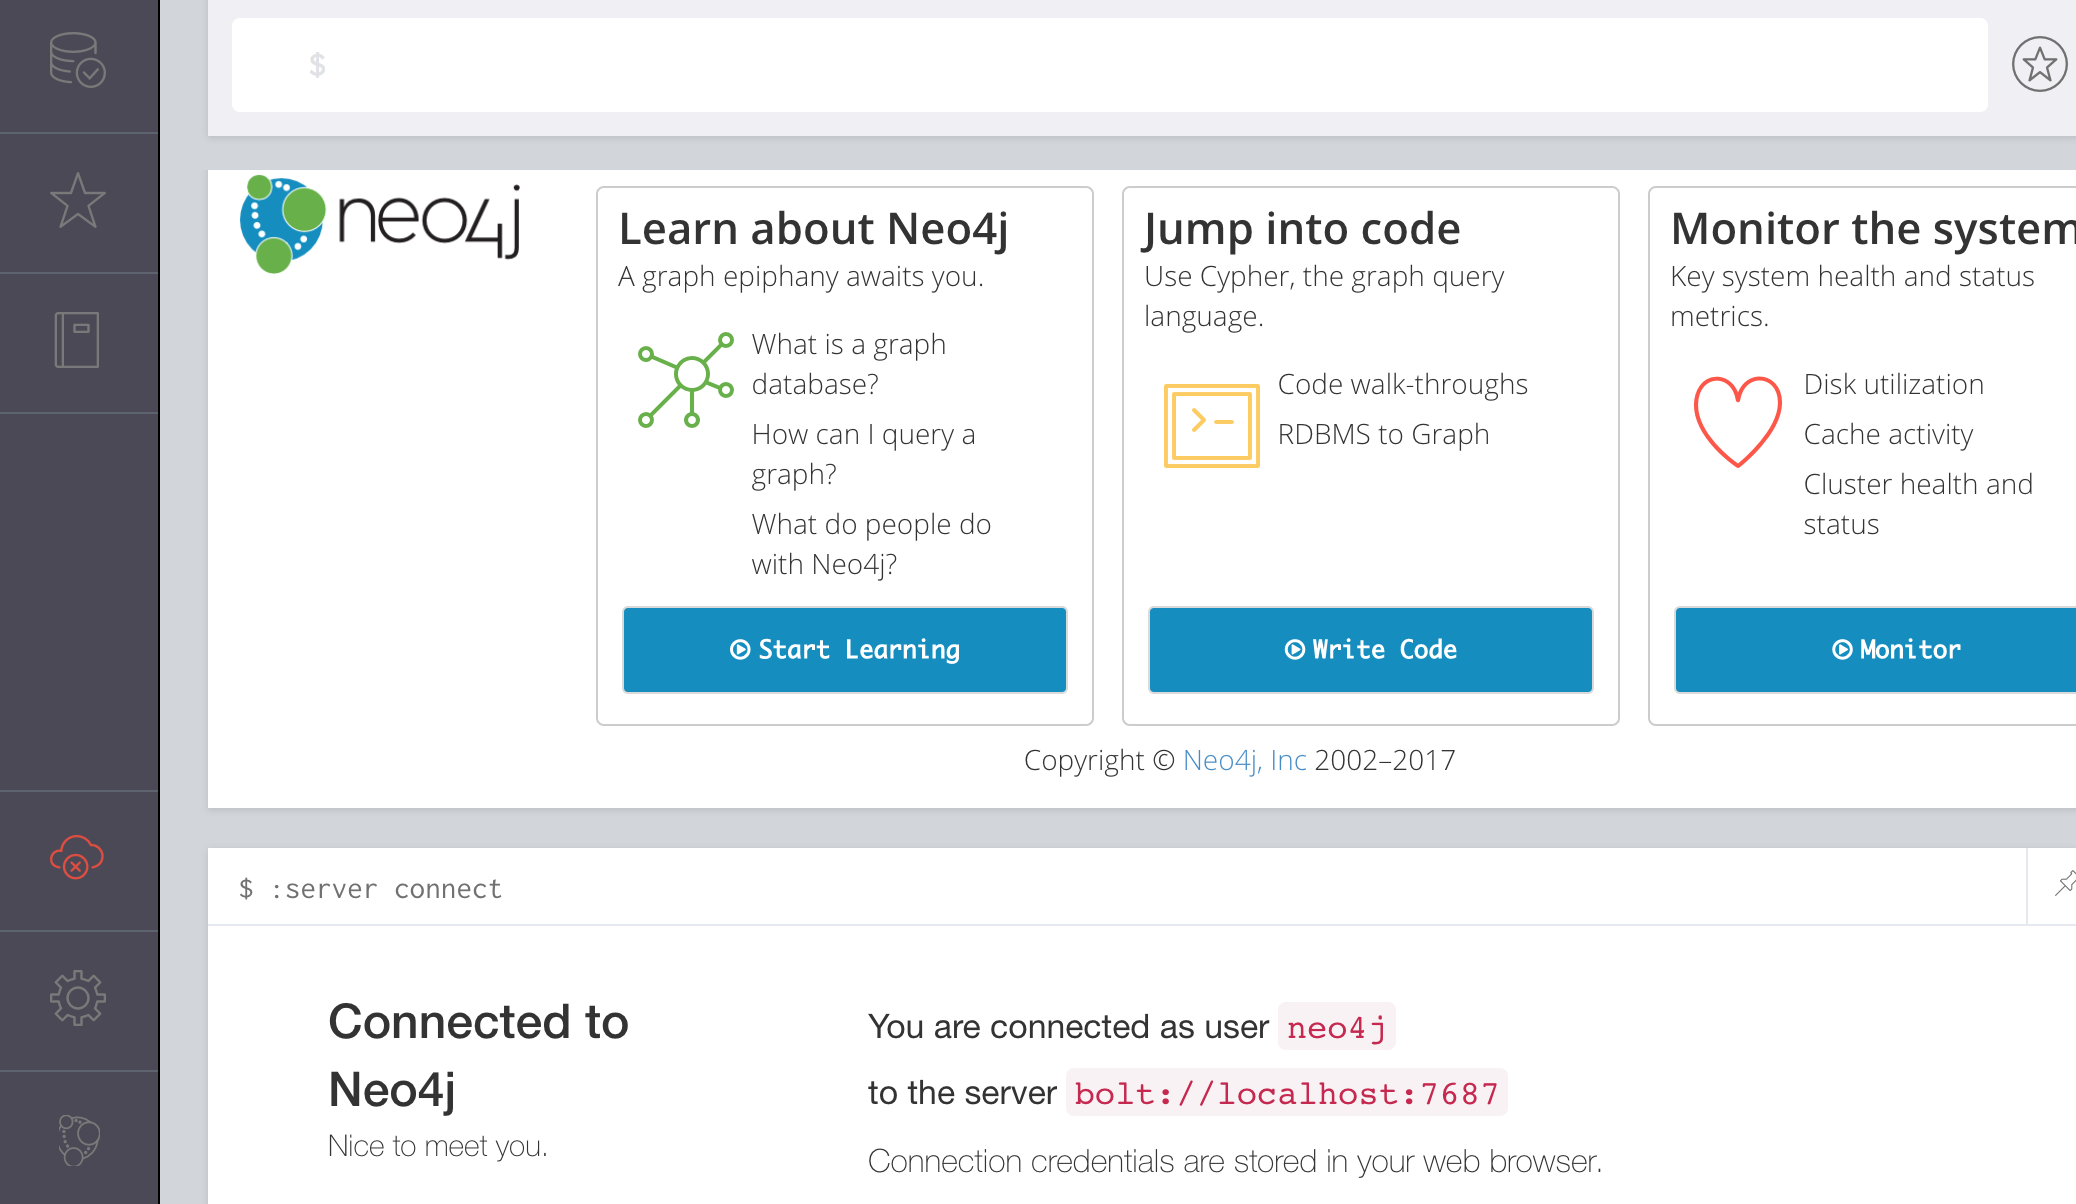 $
neo4j
Learn about Neo4j
A graph epiphany awaits you.
What is a graph
database?
How can I query a
graph?
What do people do
with Neo4j?
Start Learning
Jump into code
Use Cypher, the graph query
language.
Code walk-throughs
RDBMS to Graph
Write Code
Monitor the system
Key system health and status
metrics.
Disk utilization
Cache activity
Cluster health and
status
Monitor
Copyright © Neo4j, Inc 2002–2017
$ :server connect
Connected to
Neo4j
Nice to meet you.
You are connected as user neo4j
to the server bolt://localhost:7687
Connection credentials are stored in your web browser.